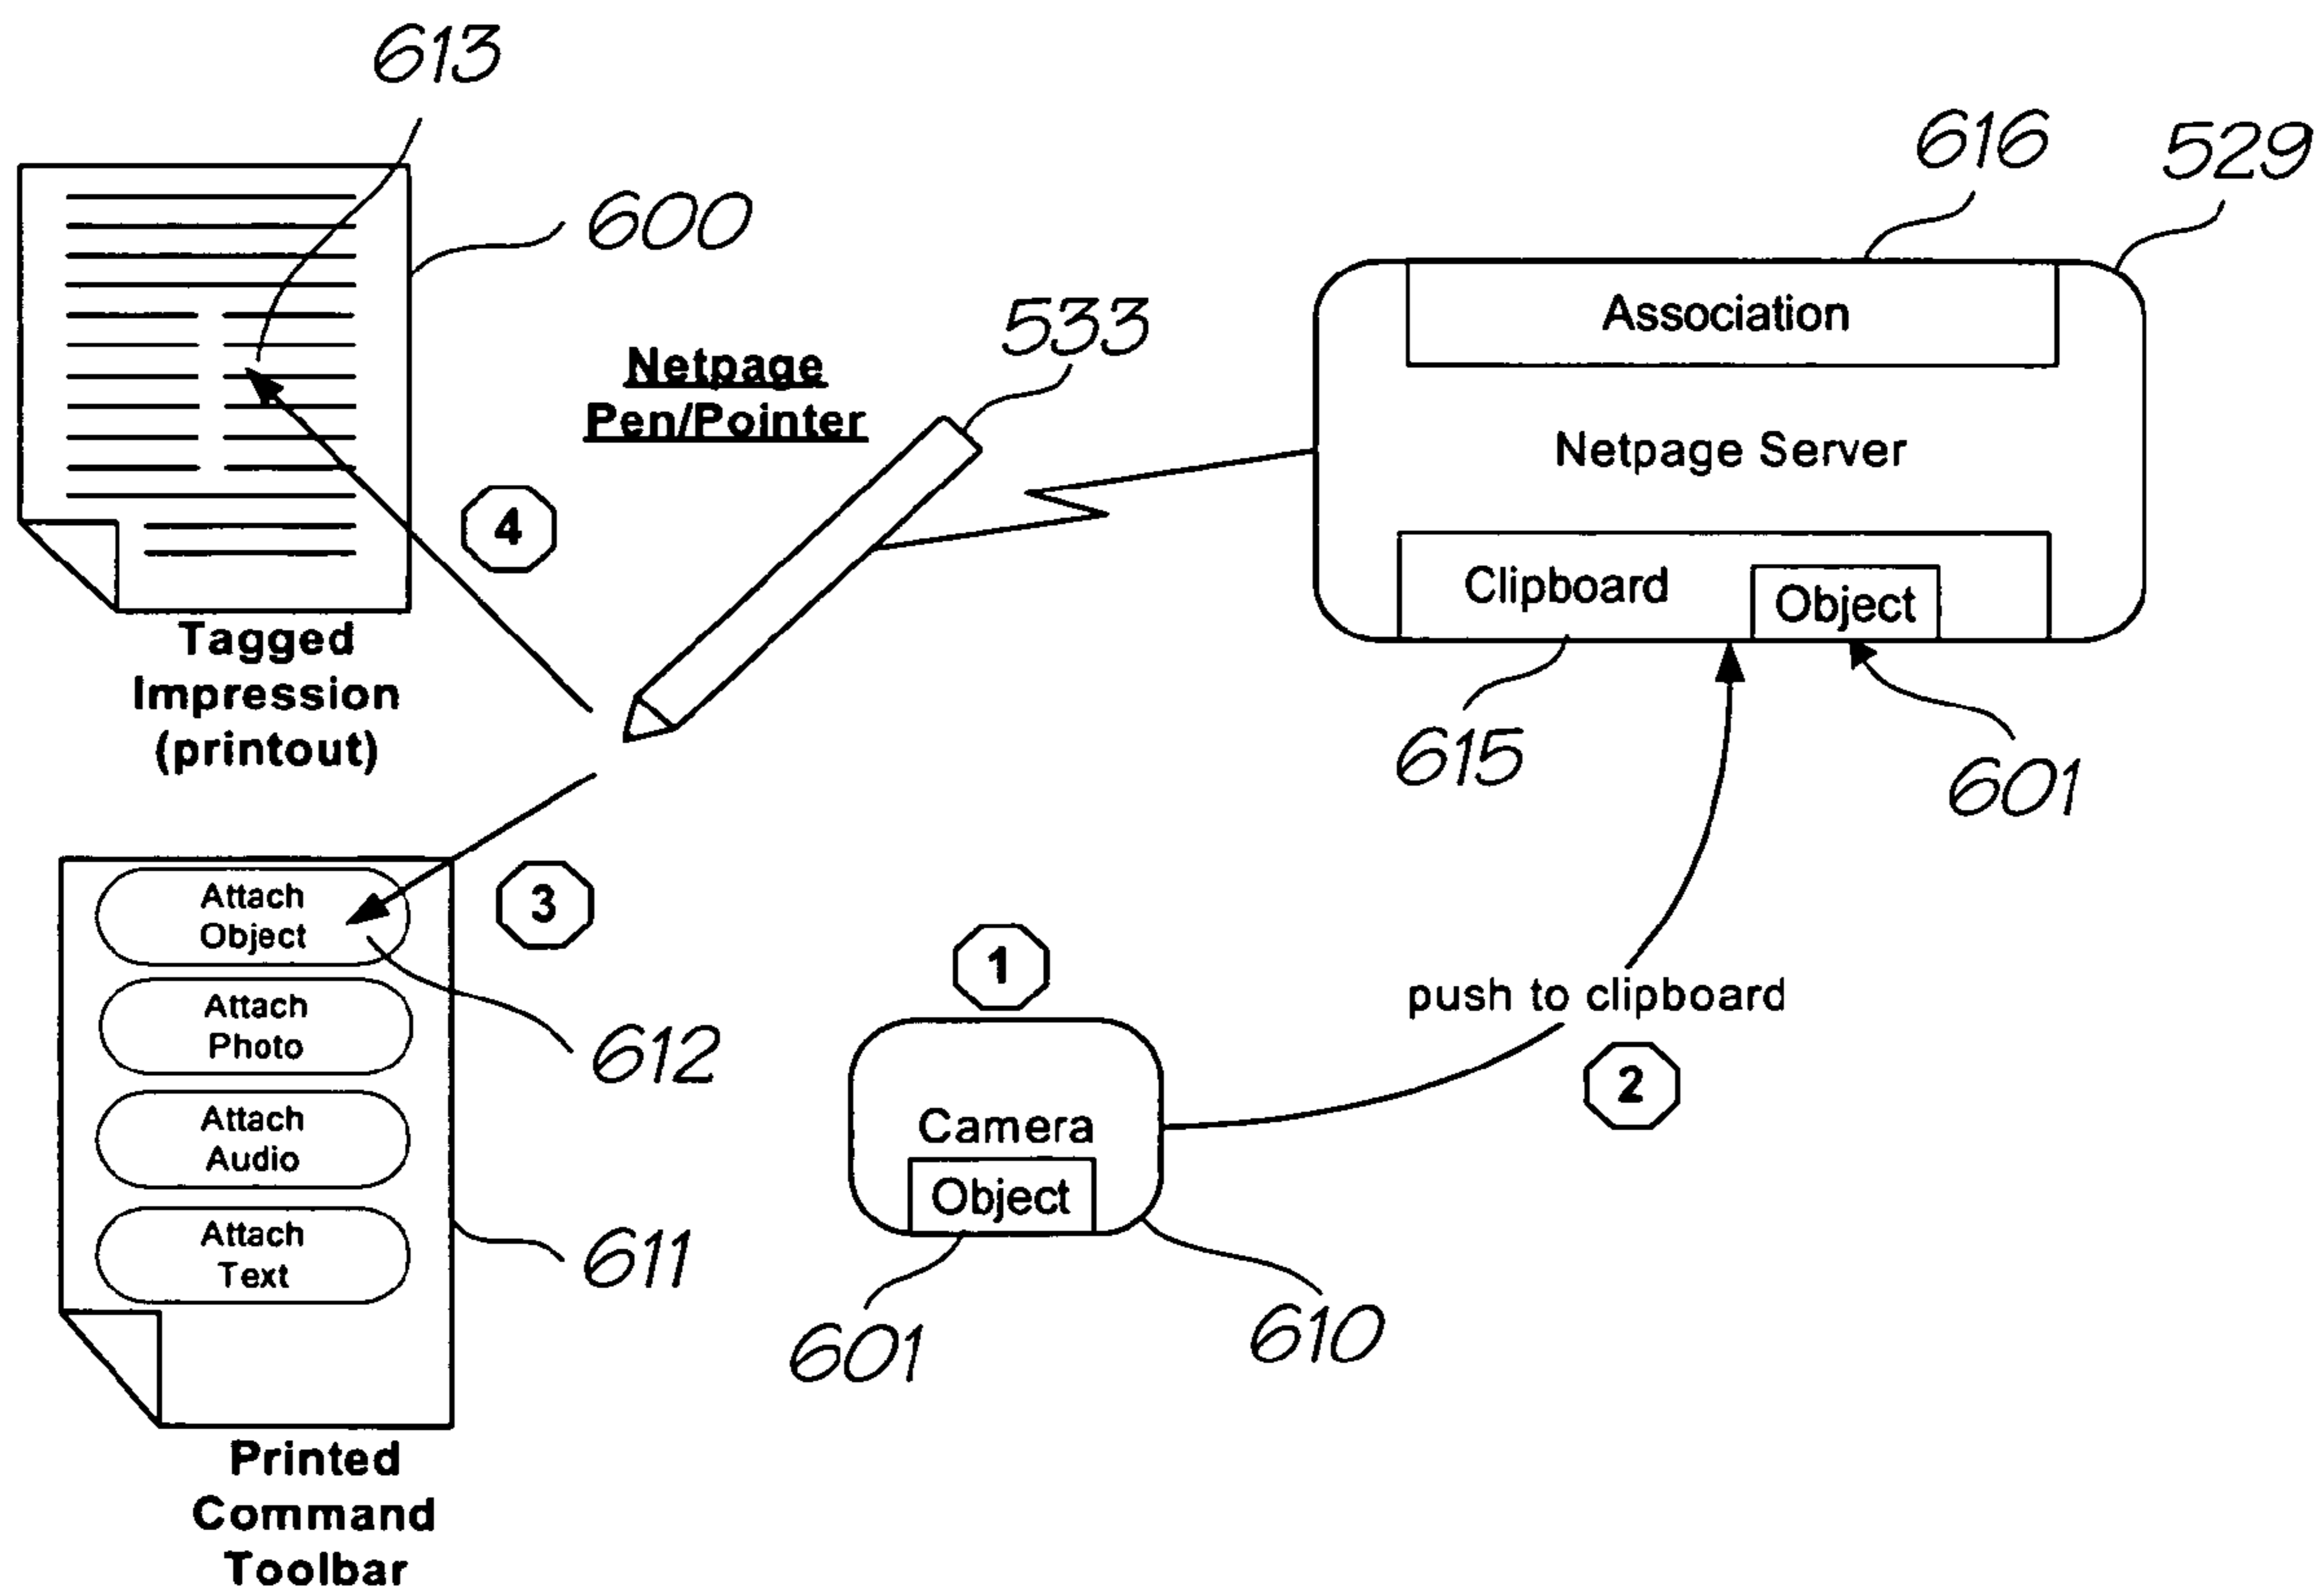 613
616
529
600
533
Association
Netpage
Pen/Pointer
Netpage Server
4
Clipboard
Object
Tagged
Impression
(printout)
615
601
Attach
Object
3
1
push to clipboard
Attach
Photo
612
2
Camera
Attach
Audio
Object
Attach
Text
611
601
610
Printed
Command
Toolbar